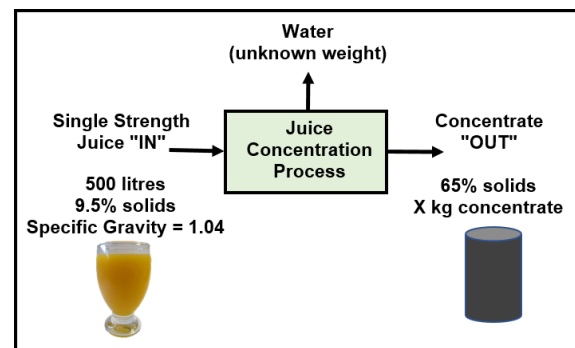 Water
(unknown weight)
Single Strength
Juice "IN"
Juice
Concentration
Process
Concentrate
"OUT"
500 litres
9.5% solids
Specific Gravity = 1.04
65% solids
X kg concentrate